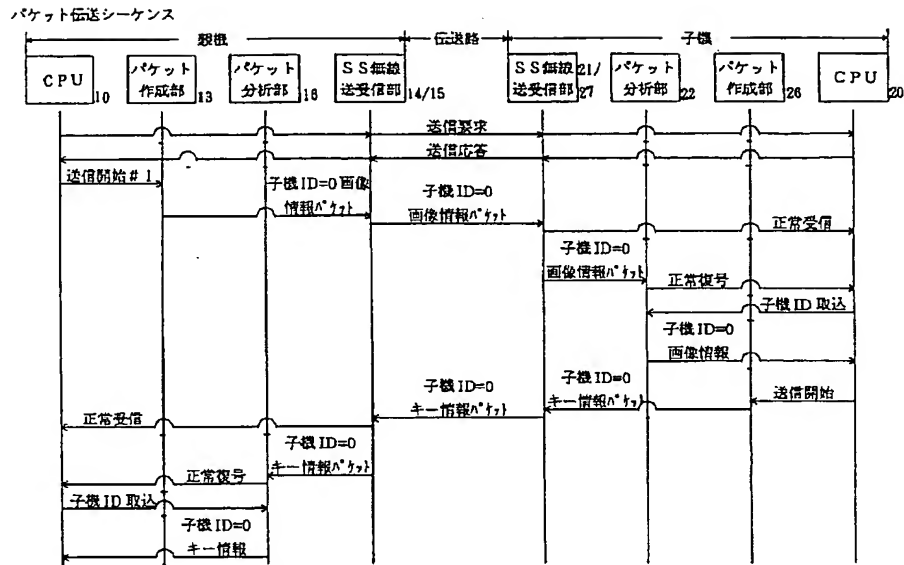 パケット伝送シーケンス
親機
伝送路
子機
CPU
10
パケット
作成部
13
パケット
分析部
16
SS無線
送受信部
14/15
SS無線
送受信部
21/
27
パケット
分析部
22
パケット
作成部
26
CPU
20
送信要求
送信応答
送信開始#1
子機ID=0画像
情報パケット
子機ID=0
画像情報パケット
正常受信
子機ID=0
画像情報パケット
正常復号
子機ID取込
子機ID=0
画像情報
送信開始
子機ID=0
キー情報パケット
子機ID=0
キー情報パケット
正常受信
子機ID=0
キー情報パケット
正常復号
子機ID取込
子機ID=0
キー情報